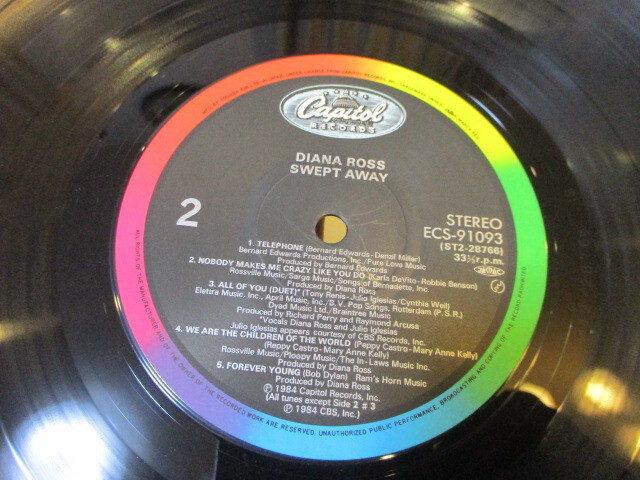 Capitol
RECORDS
DIANA ROSS
SWEPT AWAY
2
STEREO
ECS-91093
(ST2-28766)
33⅓r.p.m.
1. TELEPHONE (Bernard Edwards-Denzil Miller)
Bernard Edwards Productions, Inc./Pure Love Music
Produced by Bernard Edwards
2. NOBODY MAKES ME CRAZY LIKE YOU DO (Karle DeVito-Robbie Benson)
Rossville Music/Sarge Music/Songs of Bernadette, Inc.
Produced by Diana Ross
3. ALL OF YOU (DUET)* (Tony Renis-Julio Iglesias/Cynthia Weil)
Elettra Music, Inc., April Music, Inc./B.V. Pop Songs, Rotterdam (P.S.R.)
Dyad Music Ltd./Braintree Music
Produced by Richard Perry and Raymond Arcusa
*Vocals Diana Ross and Julio Iglesias
Julio Iglesias appears courtesy of CBS Records, Inc.
4. WE ARE THE CHILDREN OF THE WORLD (Peppy Castro-Mary Anne Kelly)
(Peppy Castro-Mary Anne Kelly)
Rossville Music/Ploopy Music/The In-Laws Music Inc.
Produced by Diana Ross
5. FOREVER YOUNG (Bob Dylan) Ram's Horn Music
Produced by Diana Ross
℗1984 Capitol Records, Inc.
(All tunes except Side 2 #3)
℗1984 CBS, Inc.
ALL RIGHTS OF THE MANUFACTURER AND OF THE OWNER OF THE RECORDED WORK ARE RESERVED. UNAUTHORIZED PUBLIC PERFORMANCE, BROADCASTING AND COPYING OF THE RECORD PROHIBITED.